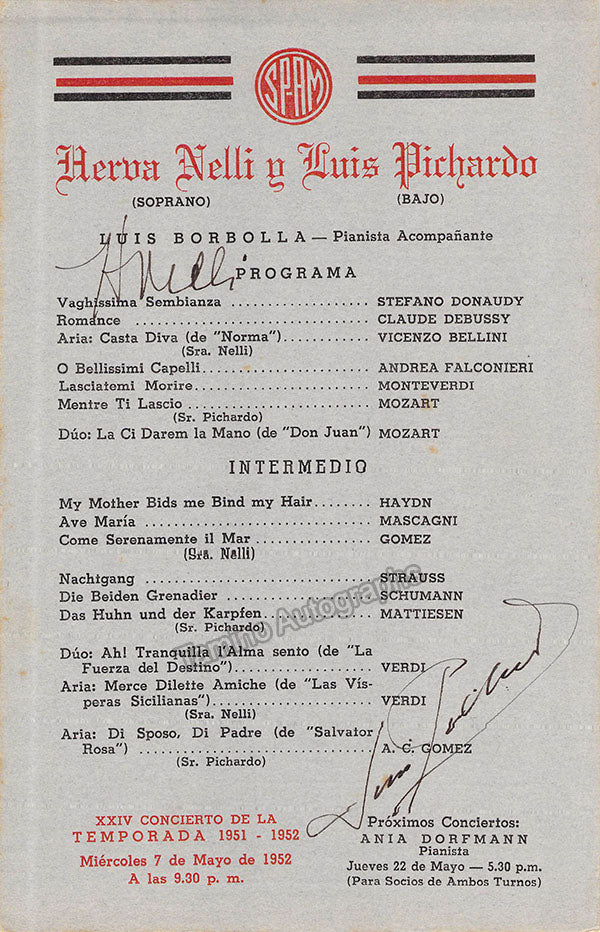 SP-AM
Herva Nelli y Luis Pichardo
(SOPRANO) (BAJO)
LUIS BORBOLLA — Pianista Acompañante
H Nelli
PROGRAMA
Vaghissima Sembianza .................. STEFANO DONAUDY
Romance .............................. CLAUDE DEBUSSY
Aria: Casta Diva (de "Norma")............ VICENZO BELLINI
(Sra. Nelli)
O Bellissimi Capelli...................... ANDREA FALCONIERI
Lasciatemi Morire........................ MONTEVERDI
Mentre Ti Lascio ........................ MOZART
(Sr. Pichardo)
Dúo: La Ci Darem la Mano (de "Don Juan") MOZART
INTERMEDIO
My Mother Bids me Bind my Hair........ HAYDN
Ave María .............................. MASCAGNI
Come Serenamente il Mar ................ GOMEZ
(Sra. Nelli)
Nachtgang .............................. STRAUSS
Die Beiden Grenadier .................... SCHUMANN
Das Huhn und der Karpfen................ MATTIESEN
(Sr. Pichardo)
Tamino Autographs
Dúo: Ah! Tranquilla l'Alma sento (de "La
Fuerza del Destino").................... VERDI
Aria: Merce Dilette Amiche (de "Las Vís-
peras Sicilianas")...................... VERDI
(Sra. Nelli)
Aria: Di Sposo, Di Padre (de "Salvator
Rosa") ................................ A. C. GOMEZ
(Sr. Pichardo)
Luis Pichardo
XXIV CONCIERTO DE LA
TEMPORADA 1951 - 1952
Miércoles 7 de Mayo de 1952
A las 9.30 p. m.
Próximos Conciertos:
ANIA DORFMANN
Pianista
Jueves 22 de Mayo — 5.30 p.m.
(Para Socios de Ambos Turnos)